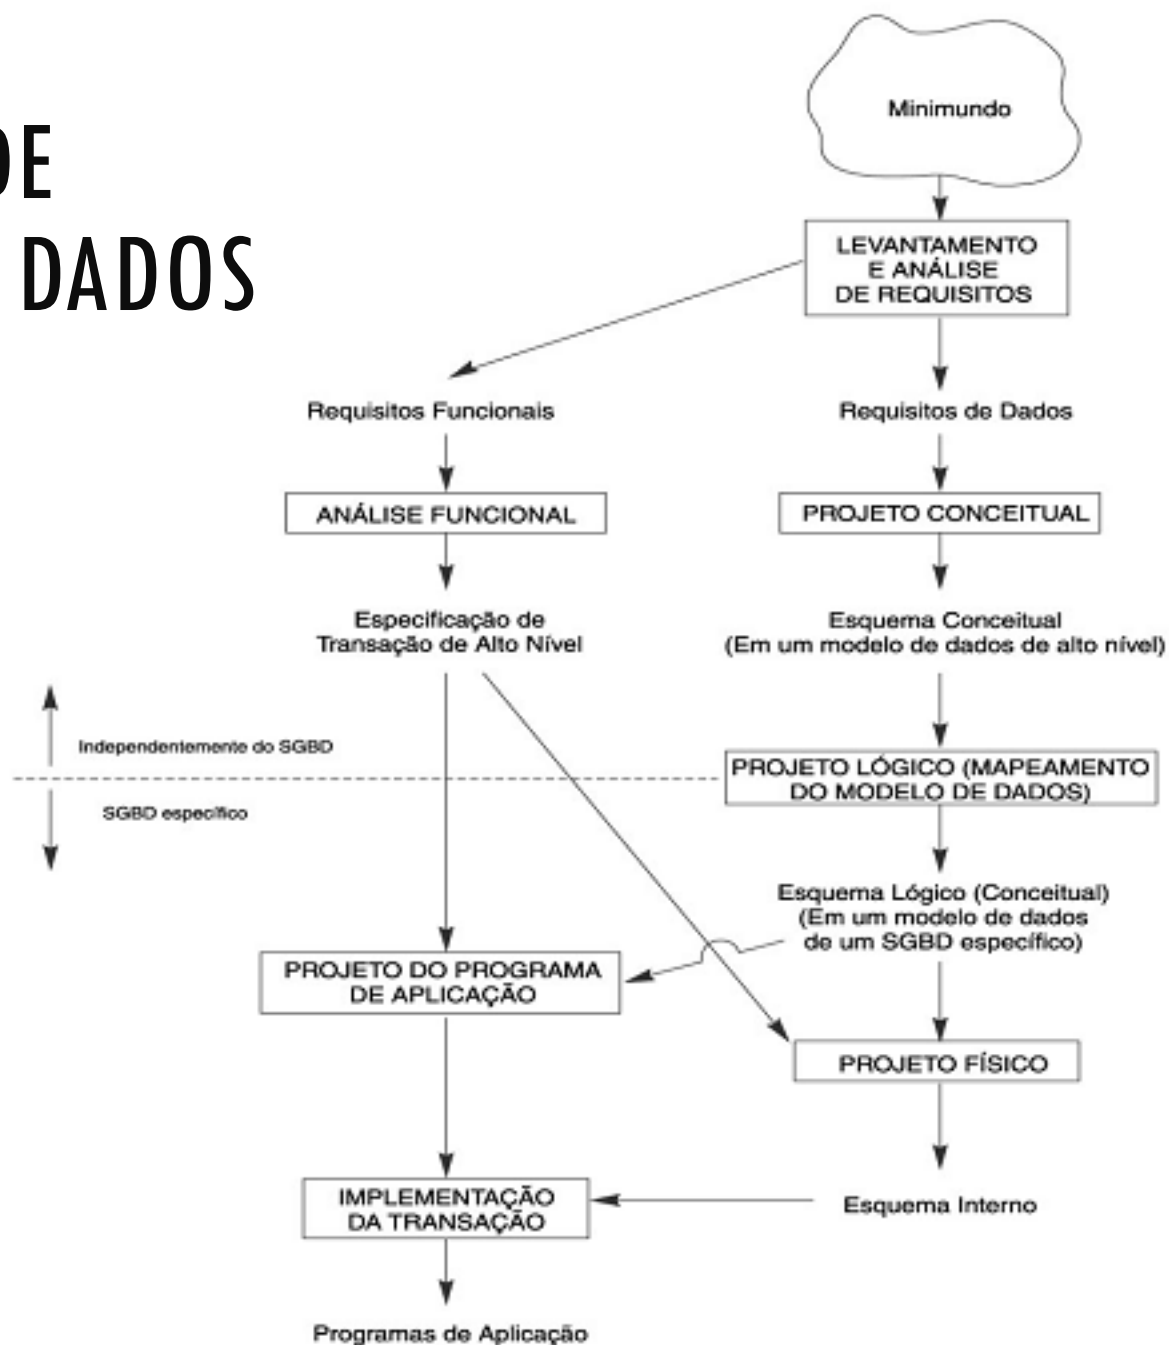 DE
DADOS
Minimundo
LEVANTAMENTO
E ANÁLISE
DE REQUISITOS
Requisitos Funcionais
Requisitos de Dados
ANÁLISE FUNCIONAL
PROJETO CONCEITUAL
Especificação de
Transação de Alto Nível
Esquema Conceitual
(Em um modelo de dados de alto nível)
Independentemente do SGBD
SGBD específico
PROJETO LÓGICO (MAPEAMENTO
DO MODELO DE DADOS)
Esquema Lógico (Conceitual)
(Em um modelo de dados
de um SGBD específico)
PROJETO DO PROGRAMA
DE APLICAÇÃO
PROJETO FÍSICO
IMPLEMENTAÇÃO
DA TRANSAÇÃO
Esquema Interno
Programas de Aplicação